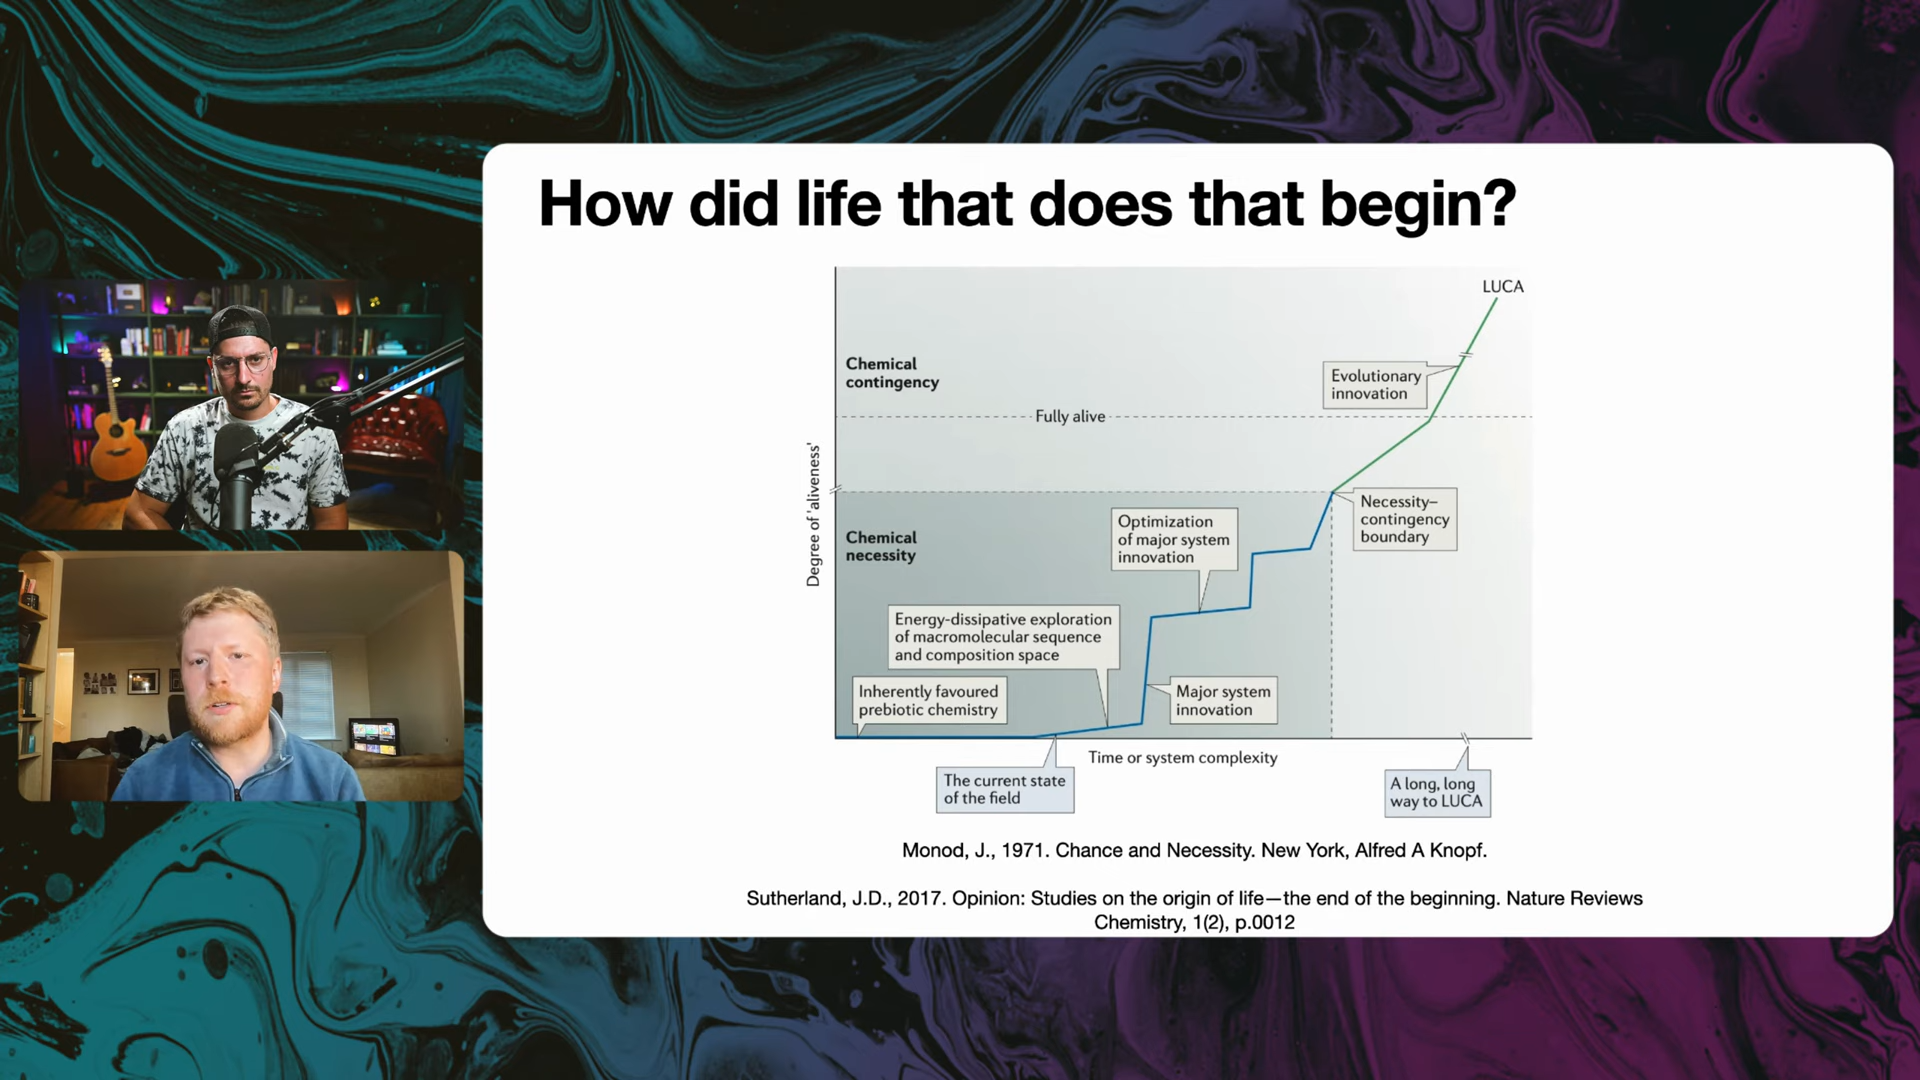 How did life that does that begin?
LUCA
Chemical
contingency
Evolutionary
innovation
Fully alive
Degree of 'aliveness'
Necessity–
contingency
boundary
Optimization
of major system
innovation
Chemical
necessity
Energy-dissipative exploration
of macromolecular sequence
and composition space
Inherently favoured
prebiotic chemistry
Major system
innovation
Time or system complexity
The current state
of the field
A long, long
way to LUCA
Monod, J., 1971. Chance and Necessity. New York, Alfred A Knopf.
Sutherland, J.D., 2017. Opinion: Studies on the origin of life—the end of the beginning. Nature Reviews
Chemistry, 1(2), p.0012